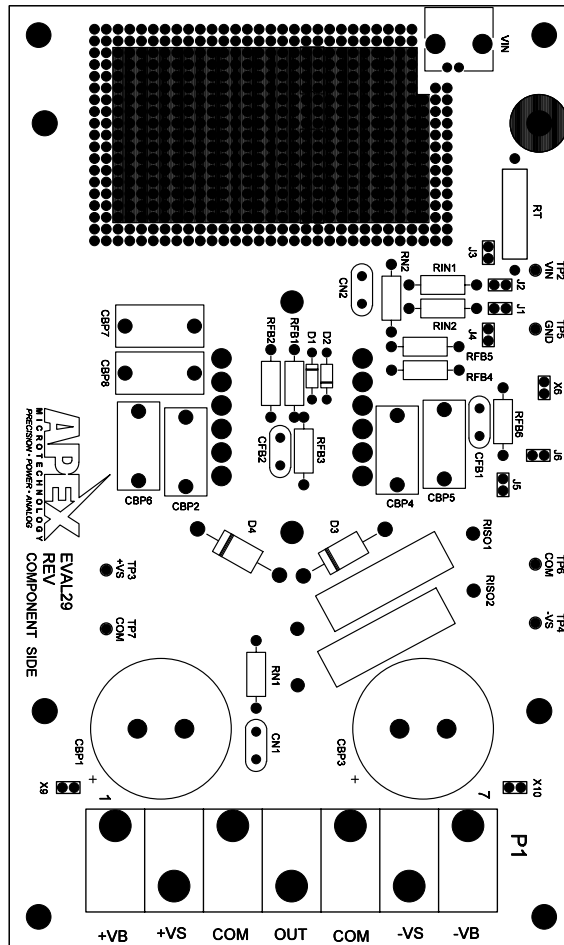 VIN
RT
J3
TP2
VIN
RN2
CN2
RIN1
J2
RIN2
J1
TP5
GND
J4
CBP7
RFB2
RFB1
D1
D2
RFB5
CBP8
RFB4
X6
RFB6
APEX
MICROTECHNOLOGY
PRECISION • POWER • ANALOG
CFB2
RFB3
CFB1
J6
CBP6
CBP2
CBP4
CBP5
J5
D4
D3
RISO1
EVAL29
REV
COMPONENT SIDE
TP3
+VS
TP6
COM
RISO2
TP7
COM
TP4
-VS
RN1
CN1
CBP1
CBP3
X9
+
1
+
7
X10
P1
+VB +VS COM OUT COM -VS -VB